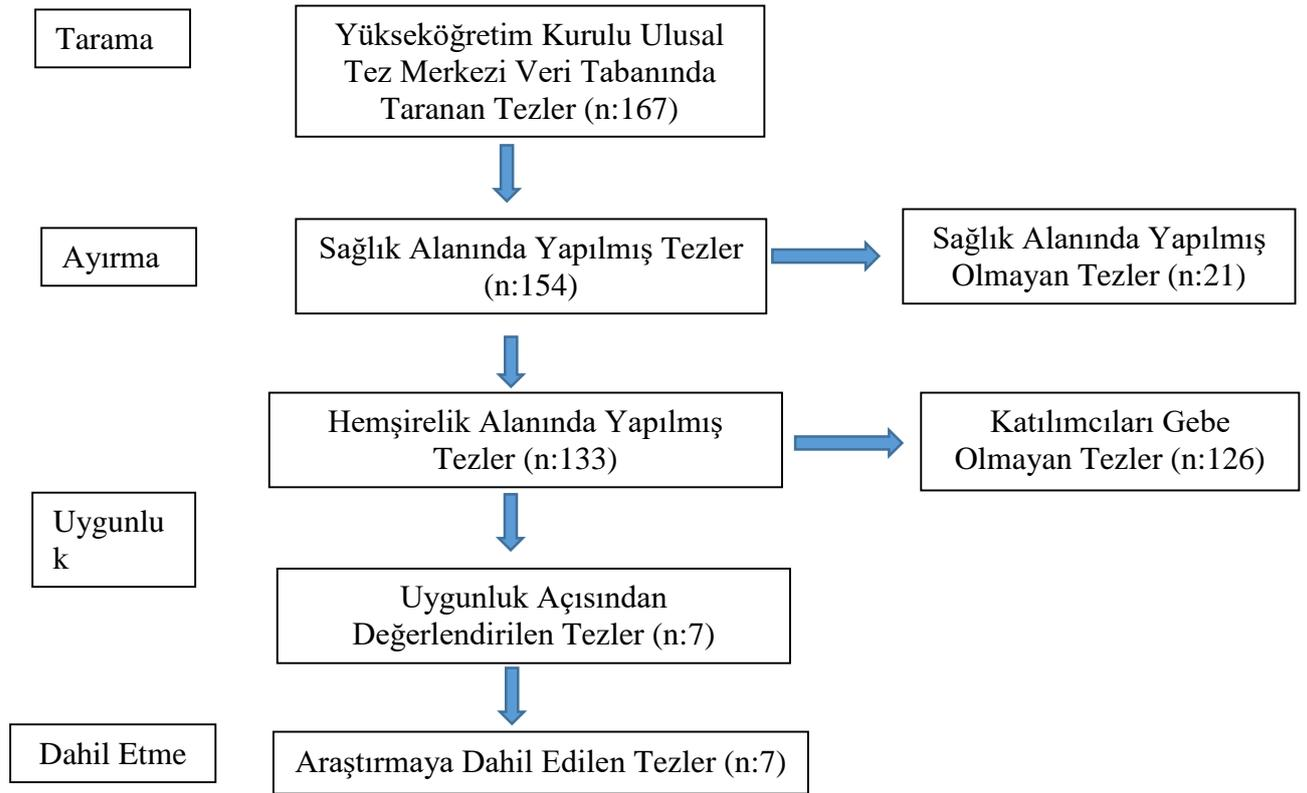 Tarama
Yükseköğretim Kurulu Ulusal
Tez Merkezi Veri Tabanında
Taranan Tezler (n:167)
Ayırma
Sağlık Alanında Yapılmış Tezler
(n:154)
Sağlık Alanında Yapılmış
Olmayan Tezler (n:21)
Hemşirelik Alanında Yapılmış
Tezler (n:133)
Katılımcıları Gebe
Olmayan Tezler (n:126)
Uygunlu
k
Uygunluk Açısından
Değerlendirilen Tezler (n:7)
Dahil Etme
Araştırmaya Dahil Edilen Tezler (n:7)